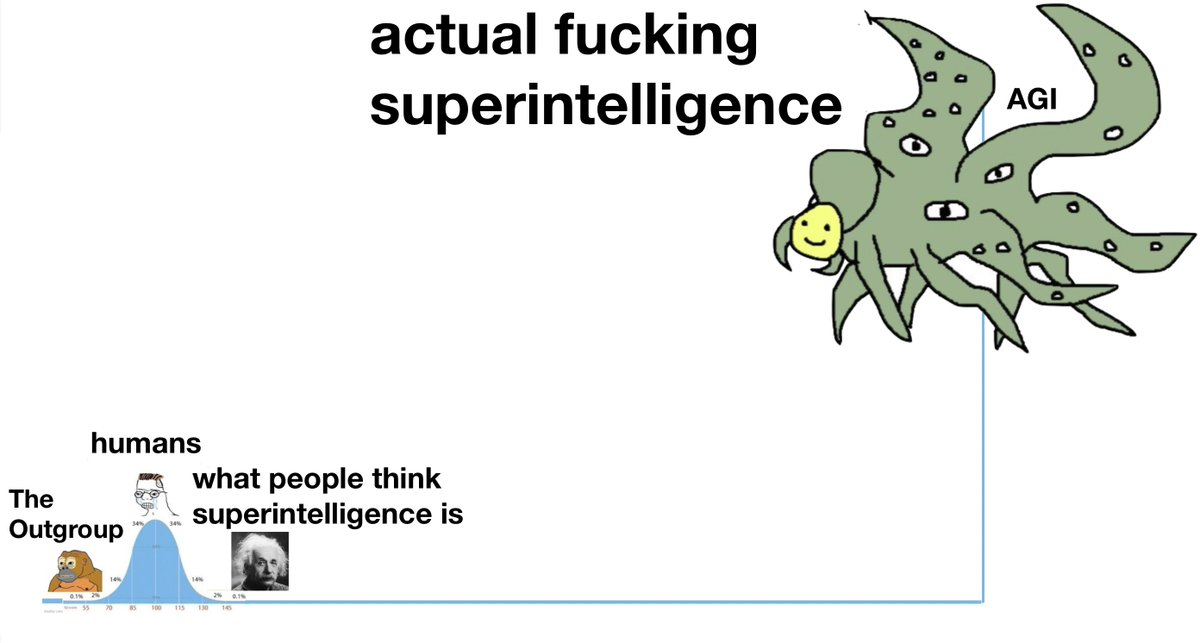 actual fucking
superintelligence
AGI
humans
what people think
superintelligence is
The
Outgroup
34% 34%
14% 14%
0.1% 2% 2% 0.1%
55 70 85 100 115 130 145